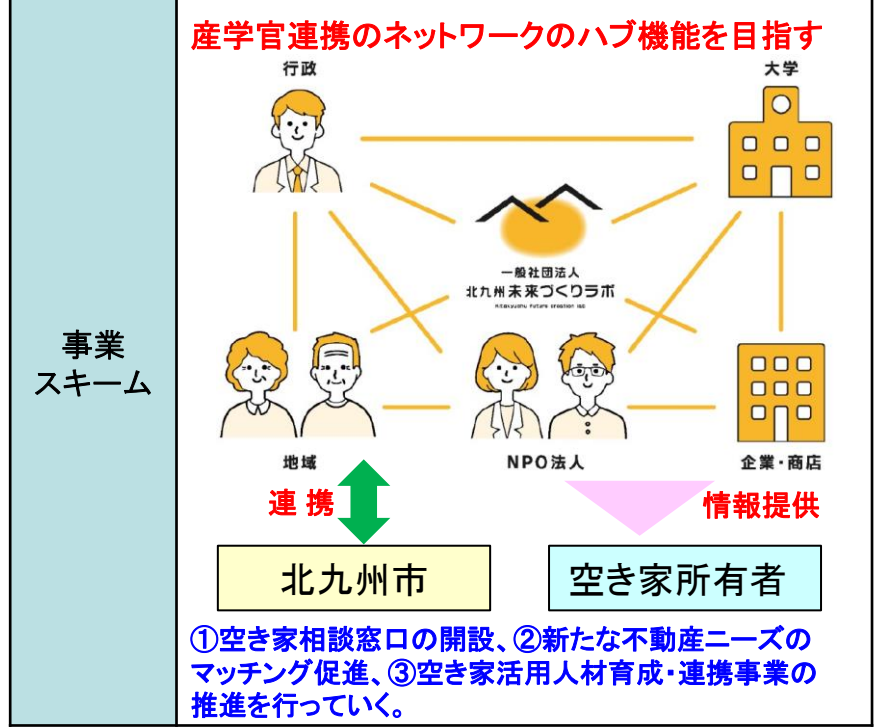 産学官連携のネットワークのハブ機能を目指す
行政
大学
一般社団法人
北九州未来づくりラボ
Kitakyushu Future Creation Lab
事業
スキーム
地域
NPO法人
企業・商店
連 携
情報提供
北九州市
空き家所有者
①空き家相談窓口の開設、②新たな不動産ニーズの
マッチング促進、③空き家活用人材育成・連携事業の
推進を行っていく。